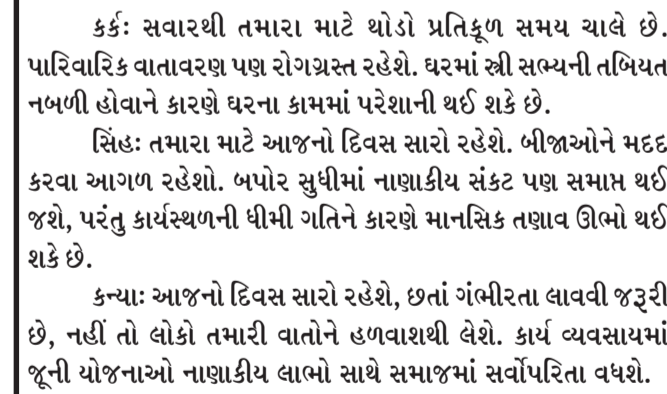 કર્કઃ સવારથી તમારા માટે થોડો પ્રતિકૂળ સમય ચાલે છે.
પારિવારિક વાતાવરણ પણ રોગગ્રસ્ત રહેશે. ઘરમાં સ્ત્રી સભ્યની તબિયત
નબળી હોવાને કારણે ઘરના કામમાં પરેશાની થઈ શકે છે.
સિંહઃ તમારા માટે આજનો દિવસ સારો રહેશે. બીજાઓને મદદ
કરવા આગળ રહેશો. બપોર સુધીમાં નાણાકીય સંકટ પણ સમાપ્ત થઈ
જશે, પરંતુ કાર્યસ્થળની ધીમી ગતિને કારણે માનસિક તણાવ ઊભો થઈ
શકે છે.
કન્યાઃ આજનો દિવસ સારો રહેશે, છતાં ગંભીરતા લાવવી જરૂરી
છે, નહીં તો લોકો તમારી વાતોને હળવાશથી લેશે. કાર્ય વ્યવસાયમાં
જૂની યોજનાઓ નાણાકીય લાભો સાથે સમાજમાં સર્વોપરિતા વધશે.